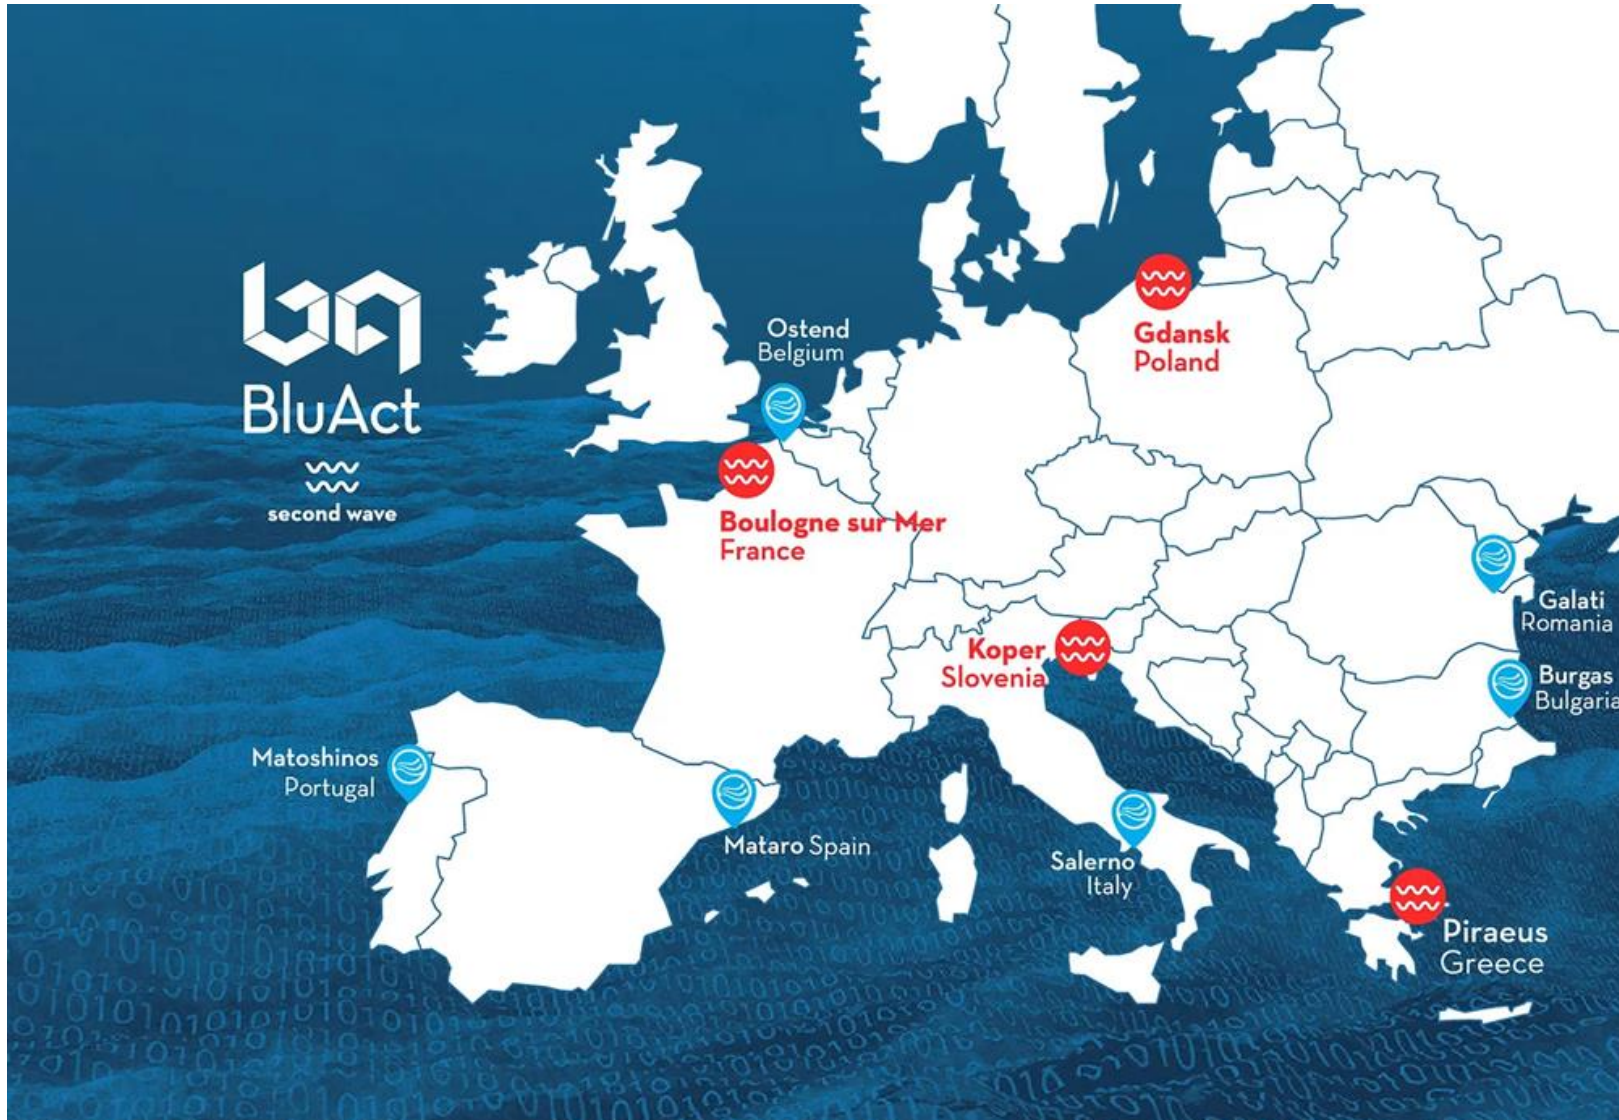 ba
BluAct
second wave
Ostend
Belgium
Gdansk
Poland
Boulogne sur Mer
France
Koper
Slovenia
Galati
Romania
Burgas
Bulgaria
Matoshinos
Portugal
Mataro Spain
Salerno
Italy
Piraeus
Greece